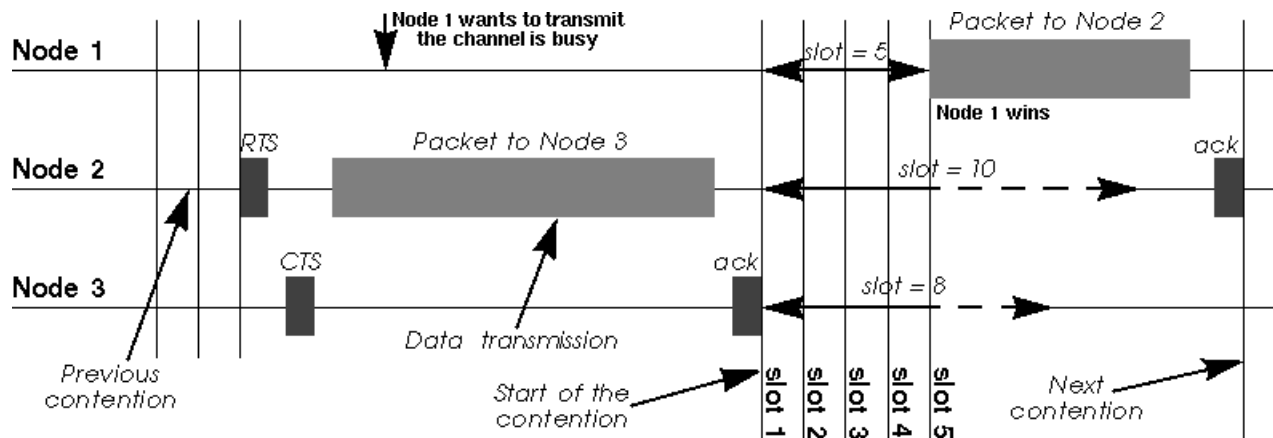 Node 1 wants to transmit
the channel is busy
Packet to Node 2
Node 1
slot = 5
Node 1 wins
RTS
Packet to Node 3
ack
Node 2
slot = 10
CTS
ack
Node 3
slot = 8
Data transmission
Previous
contention
Start of the
contention
slot 1
slot 2
slot 3
slot 4
slot 5
Next
contention